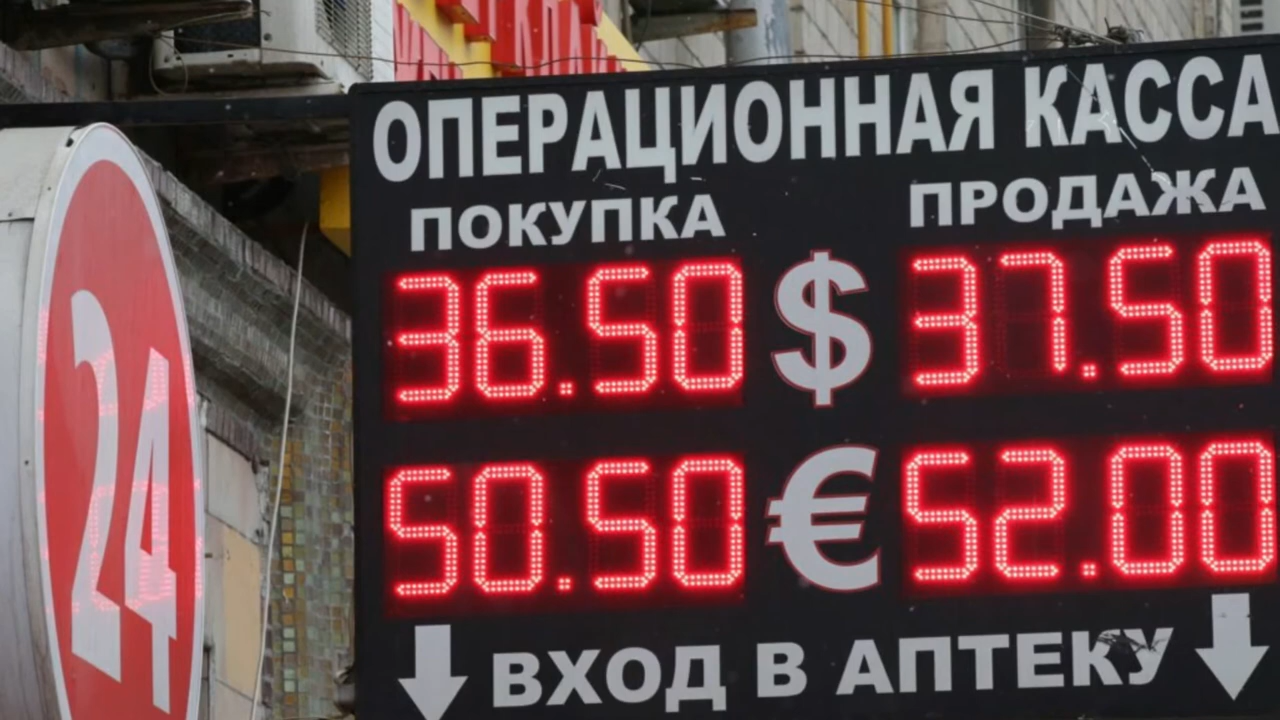 ОПЕРАЦИОННАЯ КАССА
ПОКУПКА ПРОДАЖА
36.50 $ 37.50
50.50 € 52.00
ВХОД В АПТЕКУ
24